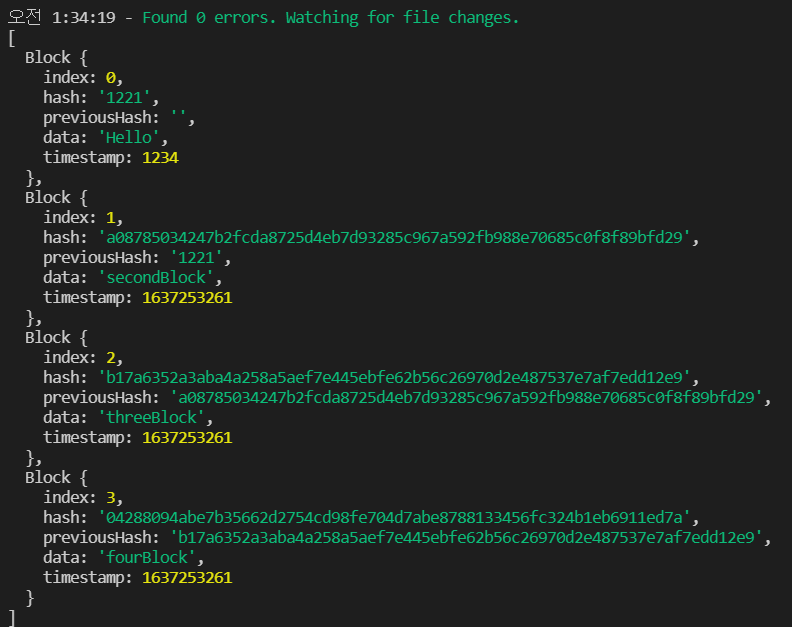 오전 1:34:19 - Found 0 errors. Watching for file changes.
[
  Block {
    index: 0,
    hash: '1221',
    previousHash: '',
    data: 'Hello',
    timestamp: 1234
  },
  Block {
    index: 1,
    hash: 'a08785034247b2fcda8725d4eb7d93285c967a592fb988e70685c0f8f89bfd29',
    previousHash: '1221',
    data: 'secondBlock',
    timestamp: 1637253261
  },
  Block {
    index: 2,
    hash: 'b17a6352a3aba4a258a5aef7e445ebfe62b56c26970d2e487537e7af7edd12e9',
    previousHash: 'a08785034247b2fcda8725d4eb7d93285c967a592fb988e70685c0f8f89bfd29',
    data: 'threeBlock',
    timestamp: 1637253261
  },
  Block {
    index: 3,
    hash: '04288094abe7b35662d2754cd98fe704d7abe8788133456fc324b1eb6911ed7a',
    previousHash: 'b17a6352a3aba4a258a5aef7e445ebfe62b56c26970d2e487537e7af7edd12e9',
    data: 'fourBlock',
    timestamp: 1637253261
  }
]